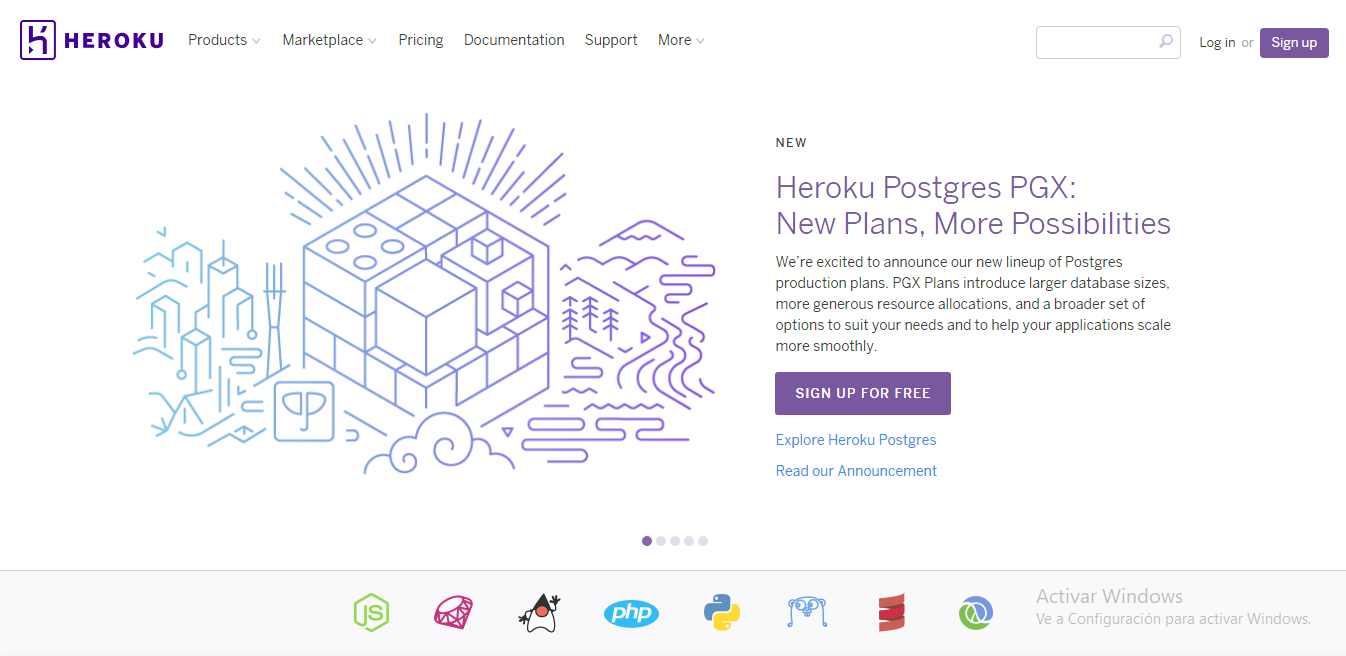 HEROKU Products Marketplace Pricing Documentation Support More Log in or Sign up
NEW
Heroku Postgres PGX:
New Plans, More Possibilities
We’re excited to announce our new lineup of Postgres
production plans. PGX Plans introduce larger database sizes,
more generous resource allocations, and a broader set of
options to suit your needs and to help your applications scale
more smoothly.
SIGN UP FOR FREE
Explore Heroku Postgres
Read our Announcement
JS php
Activar Windows
Ve a Configuración para activar Windows.